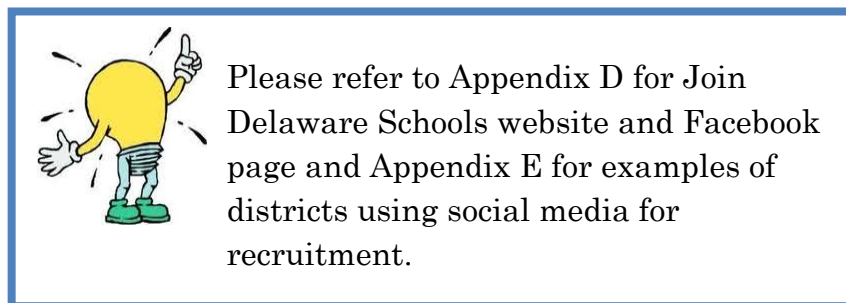 Please refer to Appendix D for Join
Delaware Schools website and Facebook
page and Appendix E for examples of
districts using social media for
recruitment.